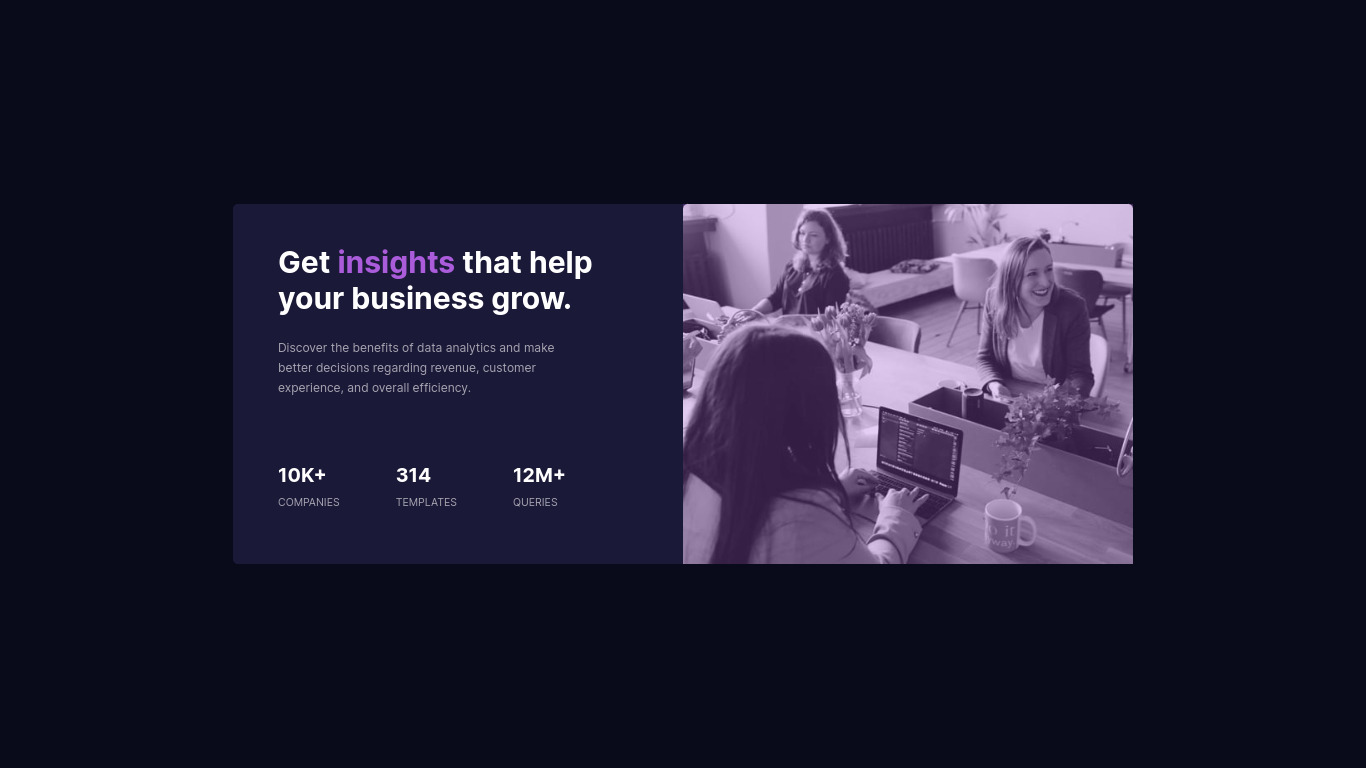 Get insights that help
your business grow.
Discover the benefits of data analytics and make
better decisions regarding revenue, customer
experience, and overall efficiency.
10K+ 314 12M+
COMPANIES TEMPLATES QUERIES